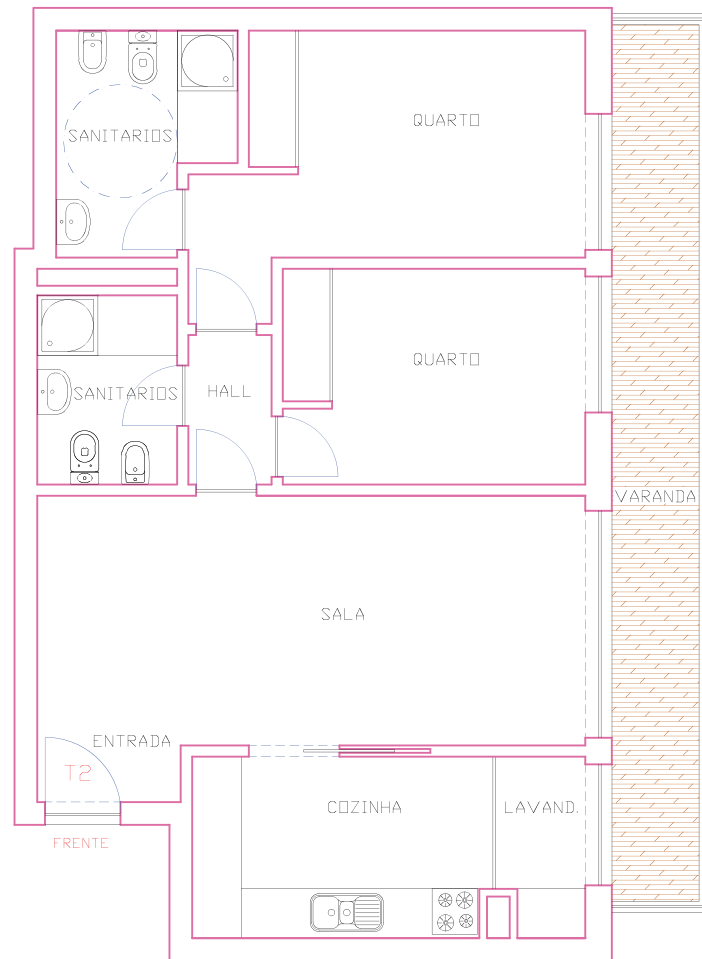 QUARTO
SANITARIOS
QUARTO
HALL
SANITARIOS
VARANDA
SALA
ENTRADA
T2
COZINHA
LAVAND.
FRENTE